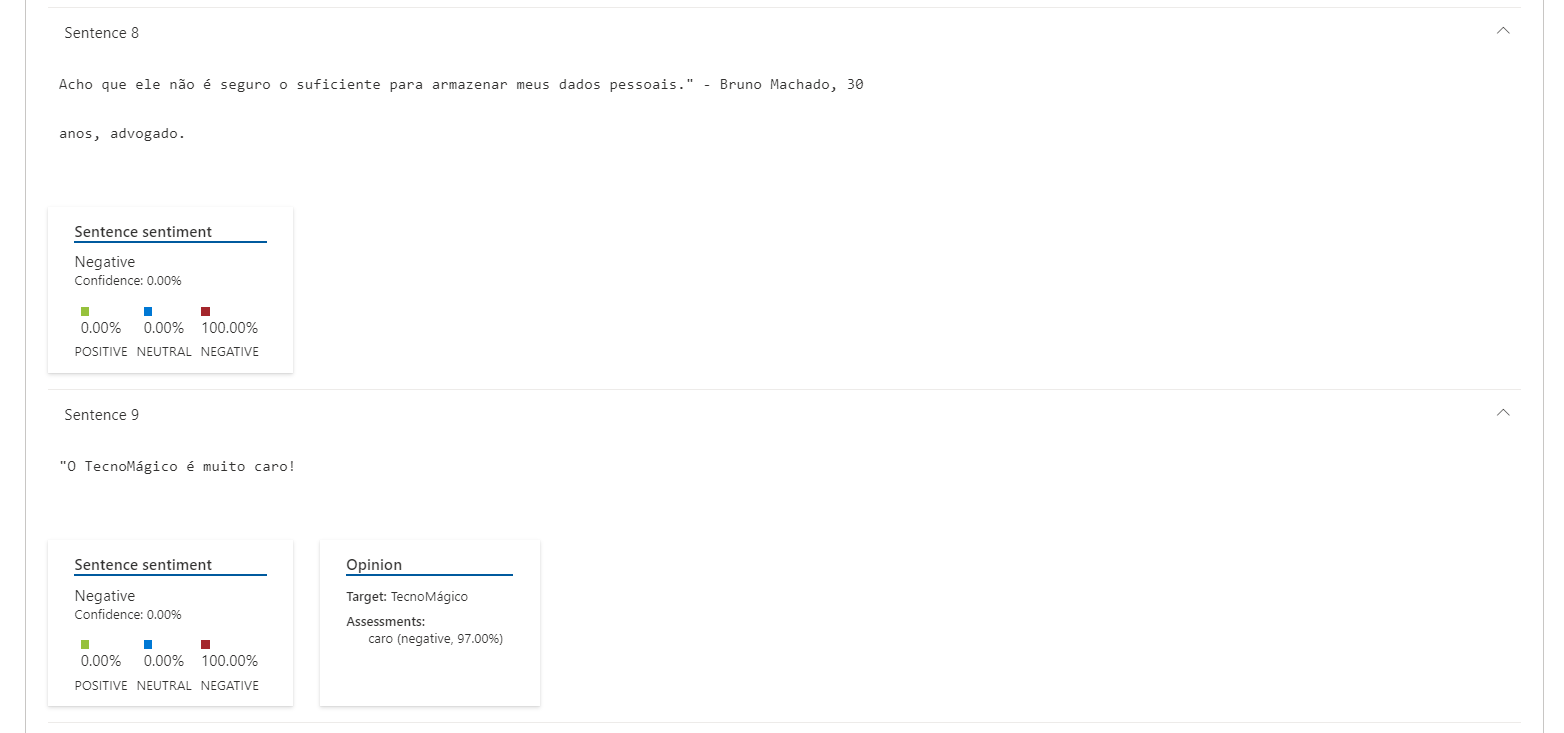 Sentence 8
Acho que ele não é seguro o suficiente para armazenar meus dados pessoais." - Bruno Machado, 30
anos, advogado.
Sentence sentiment
Negative
Confidence: 0.00%
0.00% 0.00% 100.00%
POSITIVE NEUTRAL NEGATIVE
Sentence 9
"O TecnoMágico é muito caro!
Sentence sentiment
Negative
Confidence: 0.00%
0.00% 0.00% 100.00%
POSITIVE NEUTRAL NEGATIVE
Opinion
Target: TecnoMágico
Assessments:
caro (negative, 97.00%)